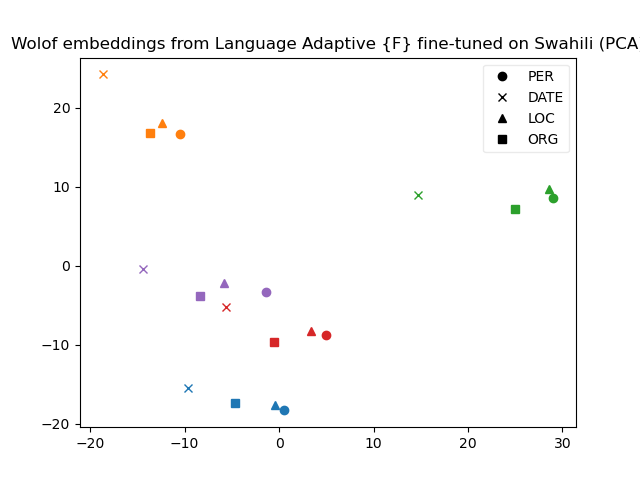 Wolof embeddings from Language Adaptive {F} fine-tuned on Swahili (PCA
PER
DATE
LOC
ORG
20
10
0
−10
−20
−20
−10
0
10
20
30